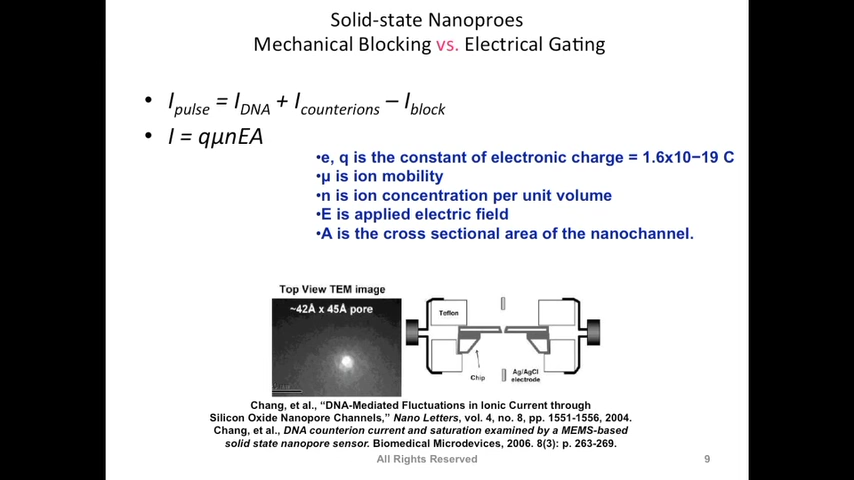 Solid-state Nanoproes
Mechanical Blocking vs. Electrical Gating
• Ipulse = IDNA + Icounterions – Iblock
• I = qμnEA
•e, q is the constant of electronic charge = 1.6x10−19 C
•μ is ion mobility
•n is ion concentration per unit volume
•E is applied electric field
•A is the cross sectional area of the nanochannel.
Top View TEM image
~42Å x 45Å pore
Teflon
Chip
Ag/AgCl
electrode
Chang, et al., “DNA-Mediated Fluctuations in Ionic Current through
Silicon Oxide Nanopore Channels,” Nano Letters, vol. 4, no. 8, pp. 1551-1556, 2004.
Chang, et al., DNA counterion current and saturation examined by a MEMS-based
solid state nanopore sensor. Biomedical Microdevices, 2006. 8(3): p. 263-269.
All Rights Reserved
9